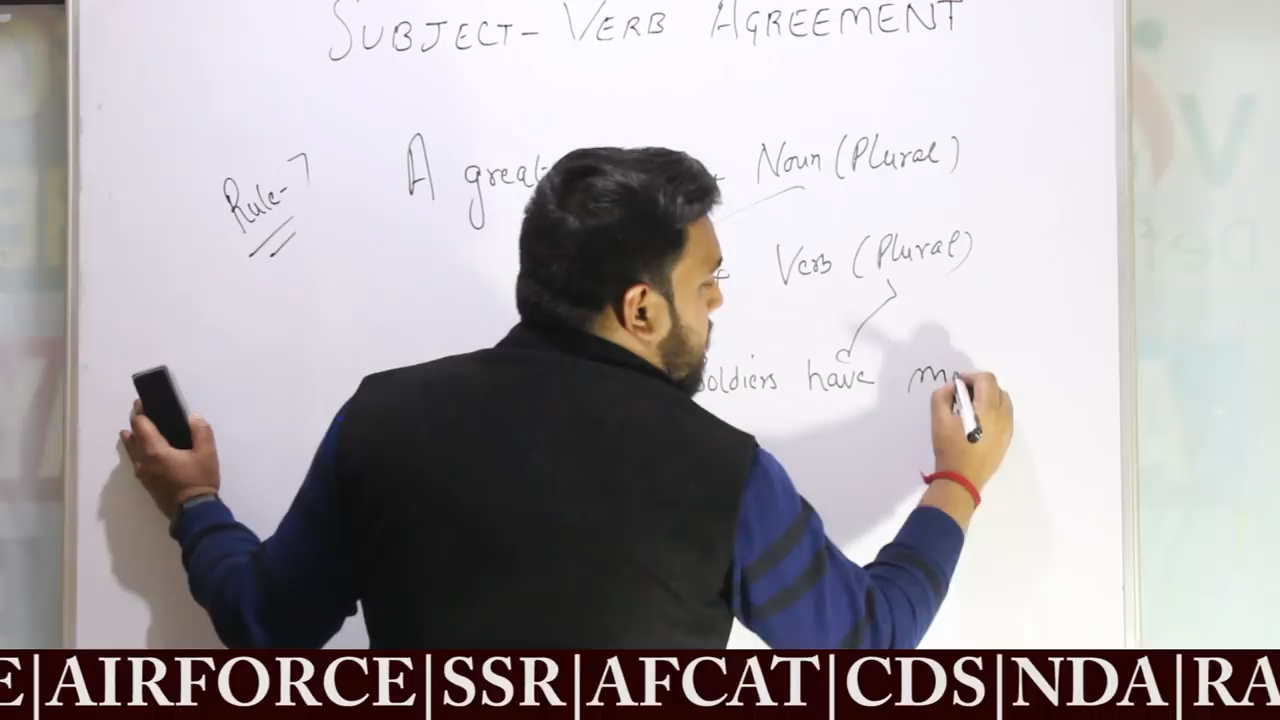 SUBJECT-VERB AGREEMENT
Rule-7 A great + Noun (Plural)
+ Verb (Plural)
Soldiers have
E|AIRFORCE|SSR|AFCAT|CDS|NDA|RA